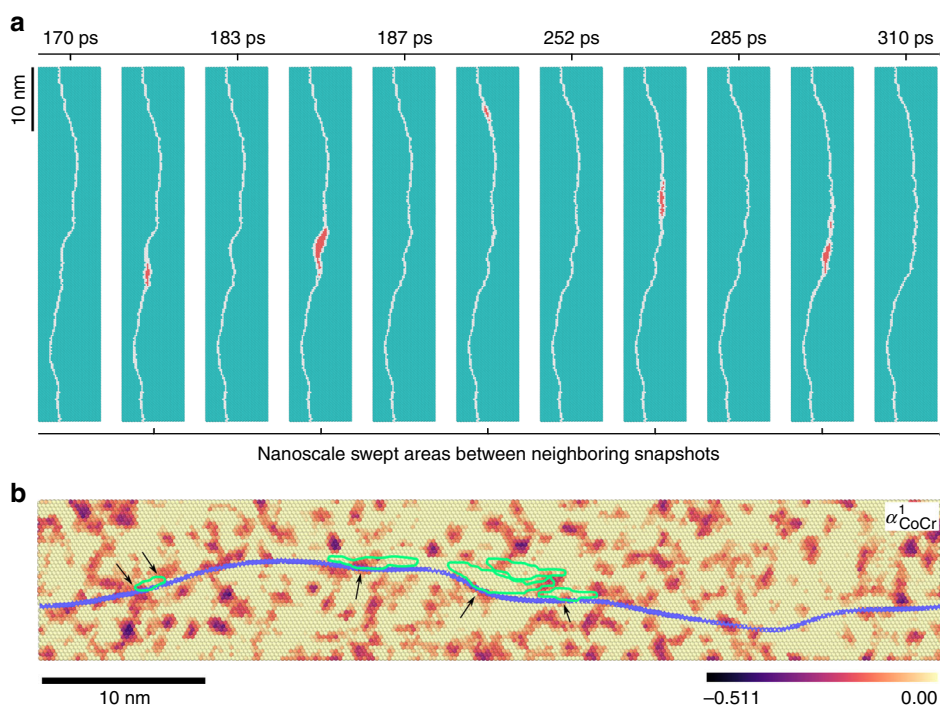 a
170 ps 183 ps 187 ps 252 ps 285 ps 310 ps
10 nm
Nanoscale swept areas between neighboring snapshots
b
α¹CoCr
10 nm
−0.511 0.00